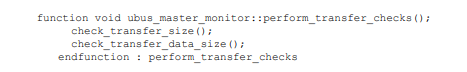 function void ubus_master_monitor::perform_transfer_checks();
check_transfer_size();
check_transfer_data_size();
endfunction : perform_transfer_checks